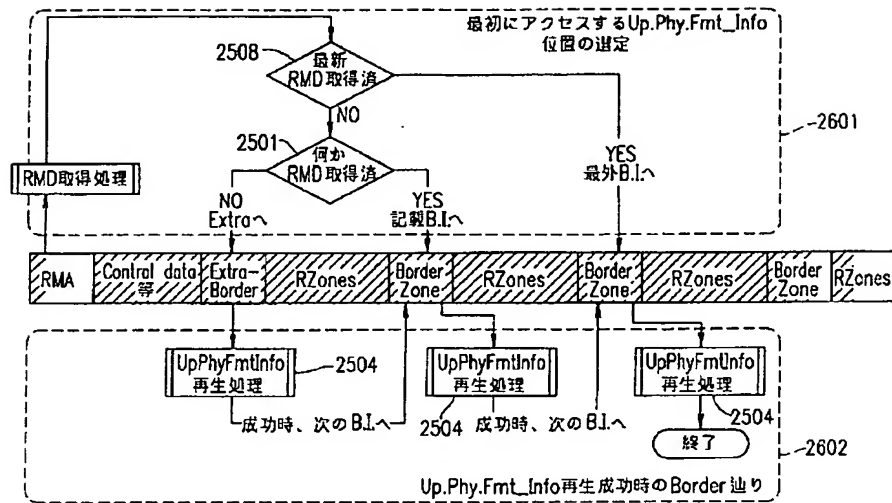 最初にアクセスするUp.Phy.Fmt_Info
位置の選定
2508
最新
RMD取得済
NO
2501
何か
RMD取得済
2601
RMD取得処理
NO
Extraへ
YES
記載B.I.へ
YES
最外B.I.へ
RMA
Control data
等
Extra-
Border
RZones
Border
Zone
RZones
Border
Zone
RZones
Border
Zone
RZones
UpPhyFmtInfo
再生処理
2504
UpPhyFmtInfo
再生処理
2504
UpPhyFmtInfo
再生処理
2504
成功時、次のB.I.へ
成功時、次のB.I.へ
終了
2602
Up.Phy.Fmt_Info再生成功時のBorder辿り